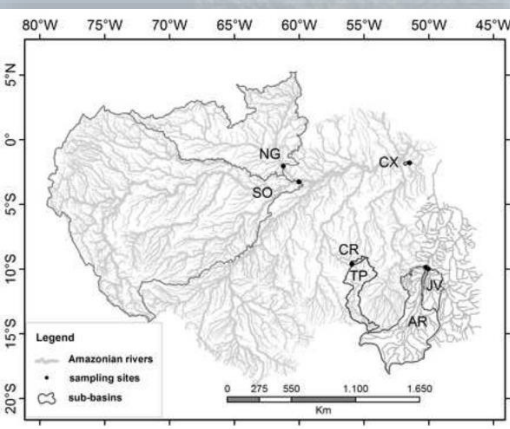 80°W 75°W 70°W 65°W 60°W 55°W 50°W 45°W
5°N
0°
5°S
10°S
15°S
20°S
NG
SO
CX
CR
TP
JV
AR
Legend
Amazonian rivers
sampling sites
sub-basins
0 275 550 1.100 1.650
Km